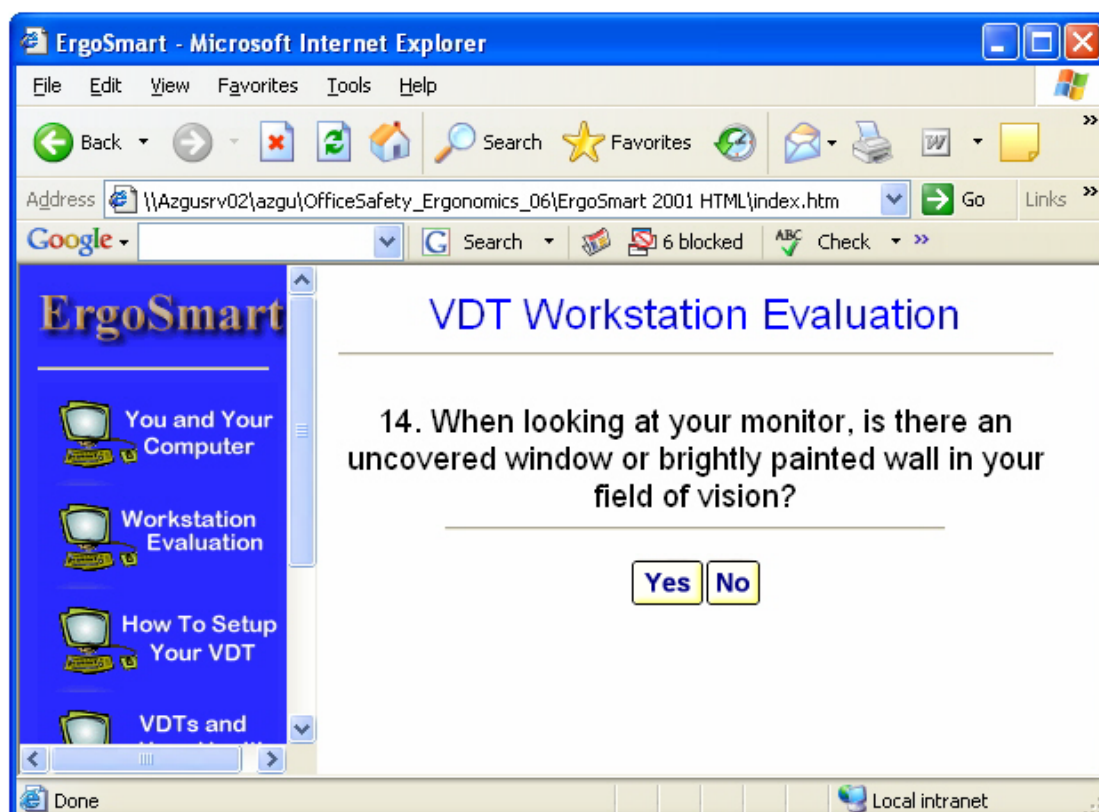 ErgoSmart - Microsoft Internet Explorer
File Edit View Favorites Tools Help
Back Search Favorites W »
Address \\Azgusrv02\azgu\OfficeSafety_Ergonomics_06\ErgoSmart 2001 HTML\index.htm Go Links »
Google G Search 6 blocked ABC Check »
ErgoSmart
You and Your
Computer
Workstation
Evaluation
How To Setup
Your VDT
VDTs and
VDT Workstation Evaluation
14. When looking at your monitor, is there an
uncovered window or brightly painted wall in your
field of vision?
Yes No
Done Local intranet